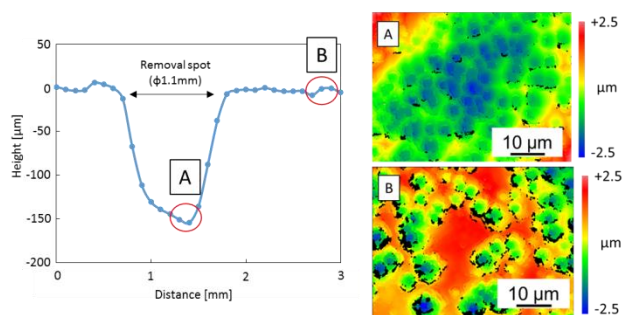 50
0
-50
-100
-150
-200
Height [μm]
0
1
2
3
Distance [mm]
Removal spot
(ϕ1.1mm)
A
B
A
10 μm
+2.5
μm
-2.5
B
10 μm
+2.5
μm
-2.5